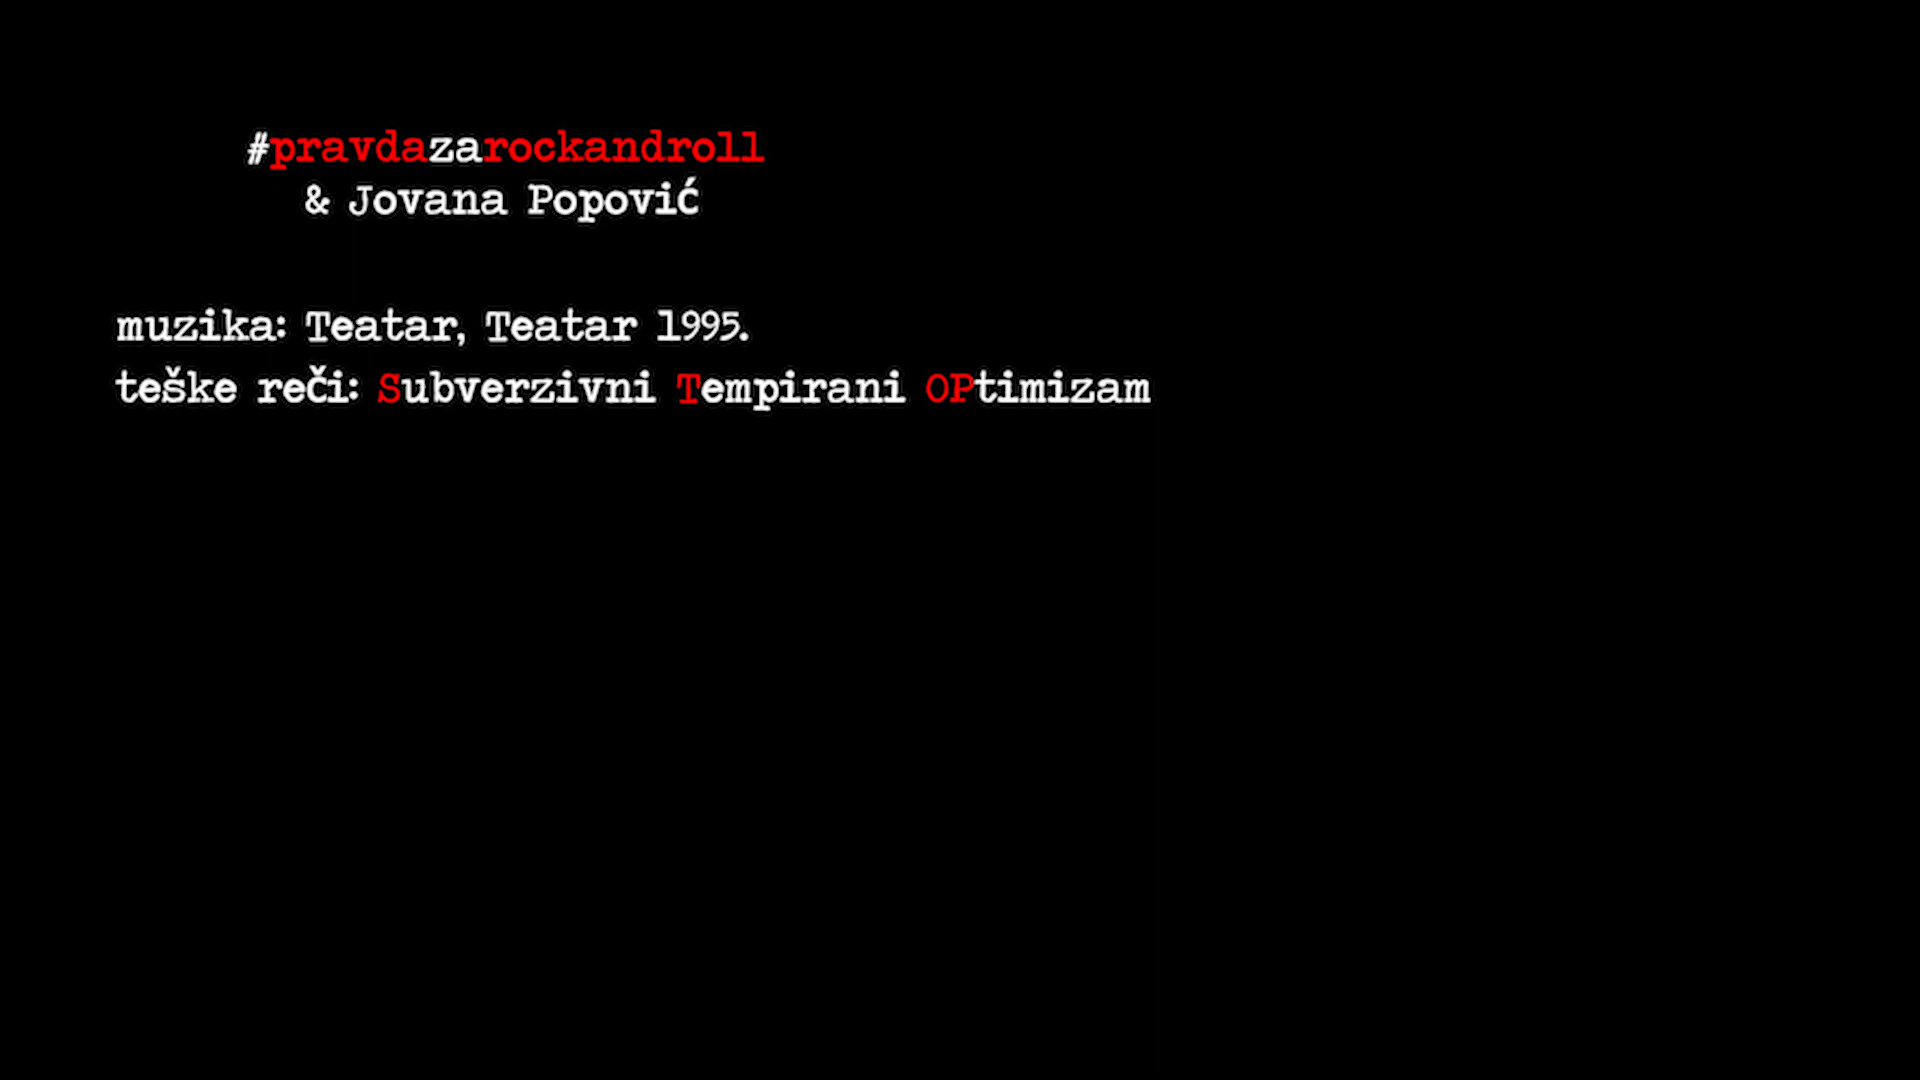 #pravdazarockandroll
& Jovana Popović
muzika: Teatar, Teatar 1995.
teške reči: Subverzivni Tempirani OPtimizam